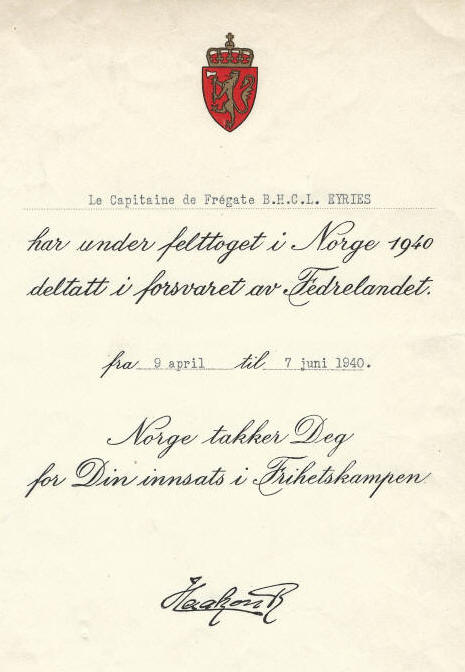 Le Capitaine de Frégate B.H.C.L. EYRIES
har under felttoget i Norge 1940
deltatt i forsvaret av Fedrelandet.
fra 9 april til 7 juni 1940.
Norge takker Deg
for Din innsats i Frihetskampen
Haakon R